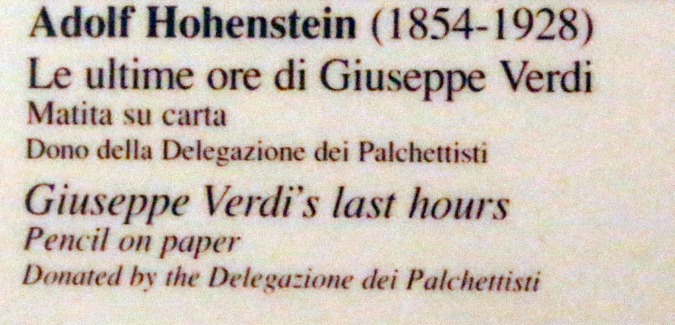 Adolf Hohenstein (1854-1928)
Le ultime ore di Giuseppe Verdi
Matita su carta
Dono della Delegazione dei Palchettisti
Giuseppe Verdi's last hours
Pencil on paper
Donated by the Delegazione dei Palchettisti